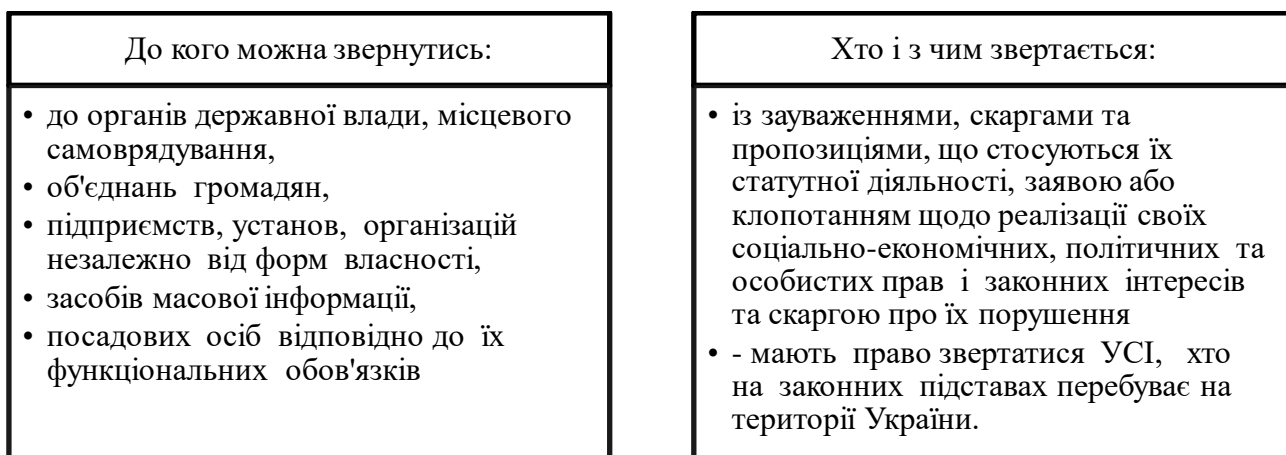 До кого можна звернутись:
• до органів державної влади, місцевого
самоврядування,
• об'єднань громадян,
• підприємств, установ, організацій
незалежно від форм власності,
• засобів масової інформації,
• посадових осіб відповідно до їх
функціональних обов'язків
Хто і з чим звертається:
• із зауваженнями, скаргами та
пропозиціями, що стосуються їх
статутної діяльності, заявою або
клопотанням щодо реалізації своїх
соціально-економічних, політичних та
особистих прав і законних інтересів
та скаргою про їх порушення
• - мають право звертатися УСІ, хто
на законних підставах перебуває на
території України.